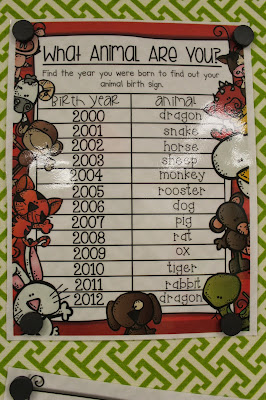 What Animal Are You?
Find the year you were born to find out your
animal birth sign.
Birth Year animal
2000 dragon
2001 snake
2002 horse
2003 sheep
2004 monkey
2005 rooster
2006 dog
2007 pig
2008 rat
2009 ox
2010 tiger
2011 rabbit
2012 dragon